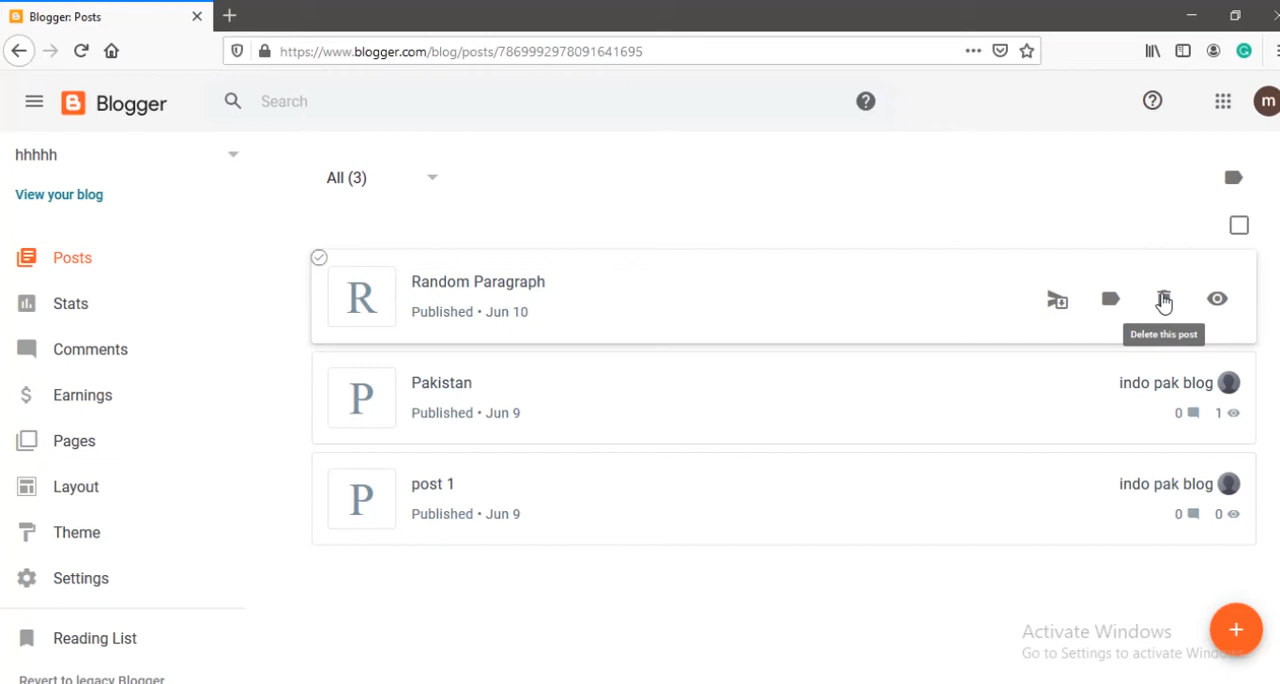 Blogger: Posts
https://www.blogger.com/blog/posts/7869992978091641695
Blogger
Search
m
hhhhh
View your blog
Posts
Stats
Comments
$ Earnings
Pages
Layout
Theme
Settings
Reading List
Revert to legacy Blogger
All (3)
R
Random Paragraph
Published • Jun 10
Delete this post
P
Pakistan
Published • Jun 9
indo pak blog
0 1
P
post 1
Published • Jun 9
indo pak blog
0 0
Activate Windows
Go to Settings to activate Windows